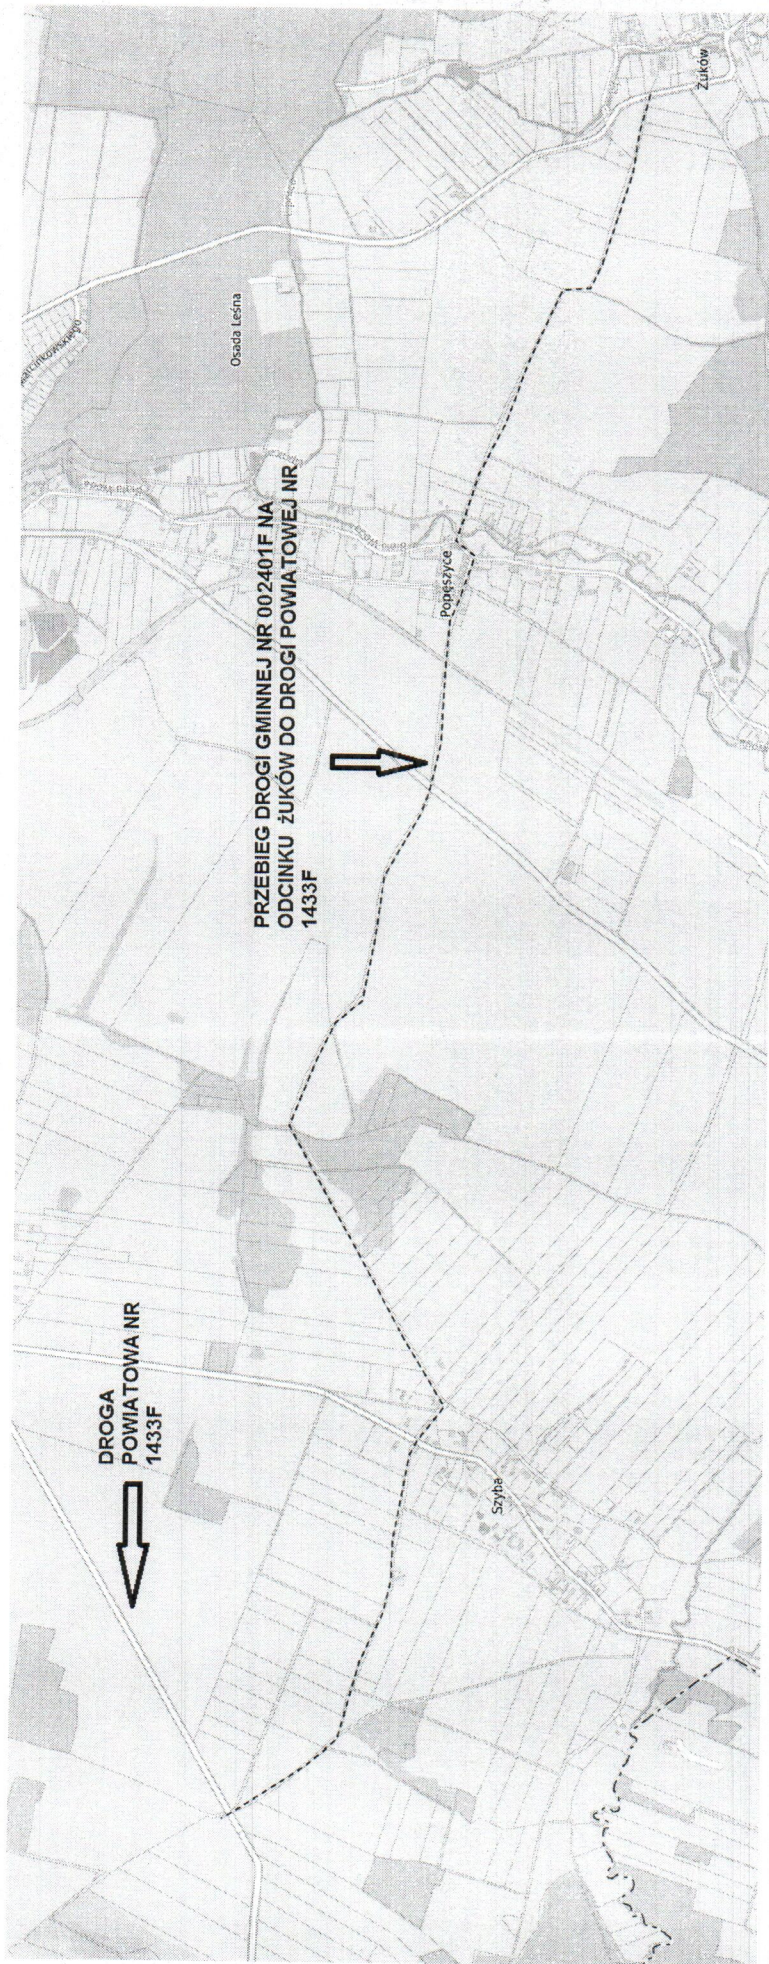 DROGA
POWIATOWA NR
1433F
PRZEBIEG DROGI GMINNEJ NR 002401F NA
ODCINKU ŻUKÓW DO DROGI POWIATOWEJ NR
1433F
Szyba
Popęszyce
Osada Leśna
Żuków